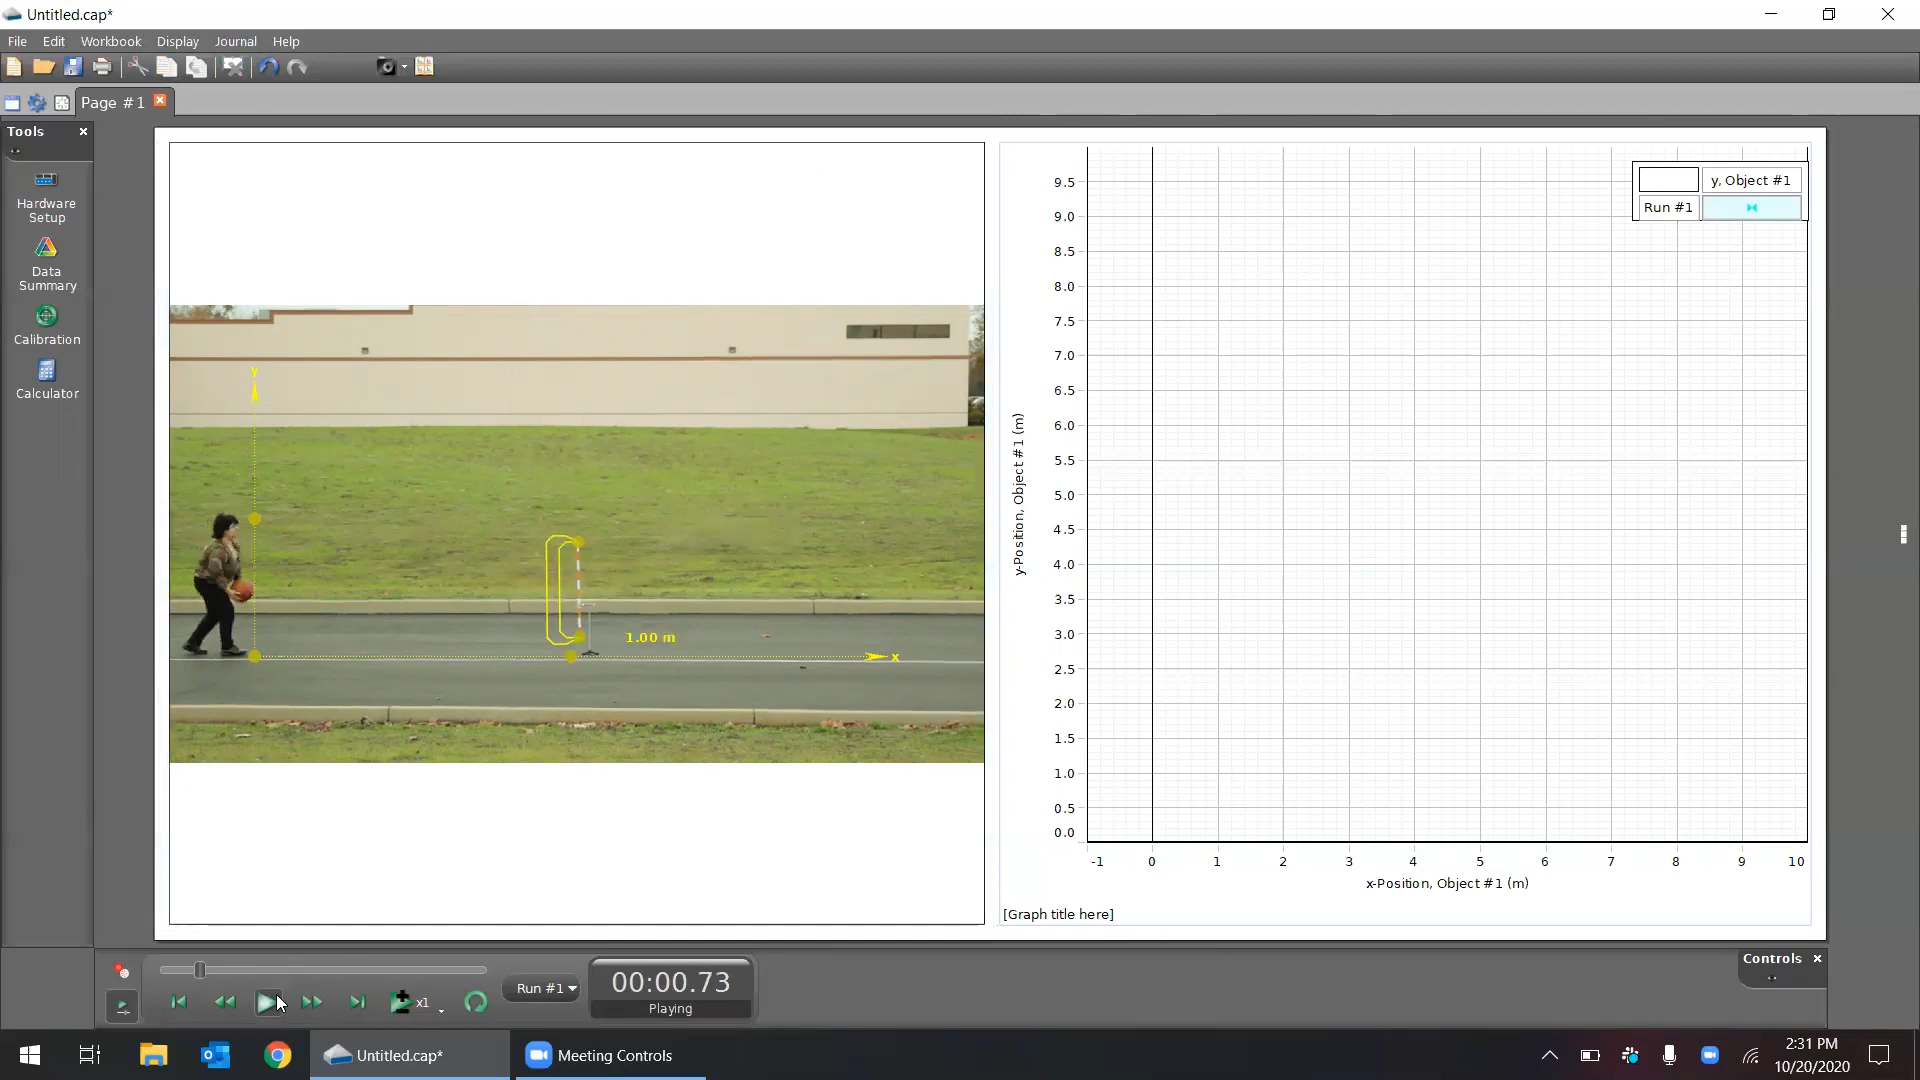 Untitled.cap*
File Edit Workbook Display Journal Help
Page #1
Tools
Hardware
Setup
Data
Summary
Calibration
Calculator
y
1.00 m
x
y, Object #1
Run #1
9.5
9.0
8.5
8.0
7.5
7.0
6.5
6.0
5.5
5.0
4.5
4.0
3.5
3.0
2.5
2.0
1.5
1.0
0.5
0.0
y-Position, Object #1 (m)
-1 0 1 2 3 4 5 6 7 8 9 10
x-Position, Object #1 (m)
[Graph title here]
x1
Run #1
00:00.73
Playing
Controls
Untitled.cap*
Meeting Controls
2:31 PM
10/20/2020